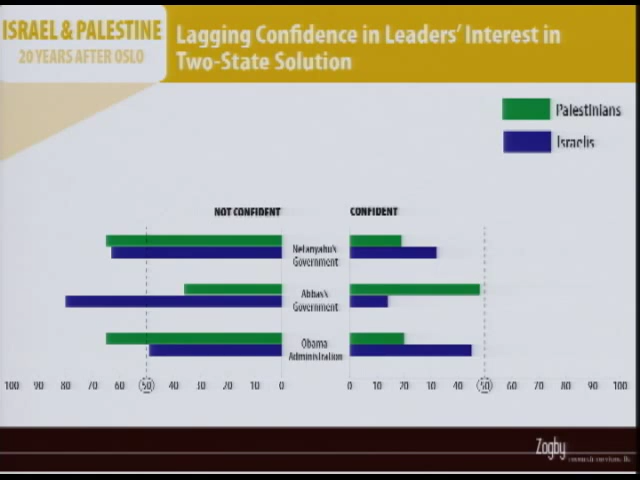 ISRAEL & PALESTINE
20 YEARS AFTER OSLO
Lagging Confidence in Leaders' Interest in
Two-State Solution
Palestinians
Israelis
NOT CONFIDENT
CONFIDENT
Netanyahu's
Government
Abbas's
Government
Obama
Administration
100 90 80 70 60 50 40 30 20 10 0
0 10 20 30 40 50 60 70 80 90 100
Zogby